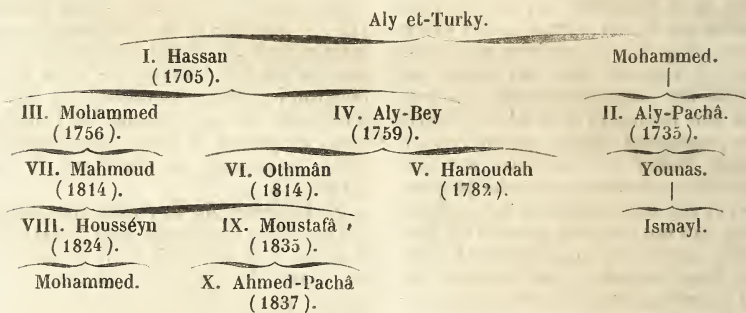 Aly et-Turky.
I. Hassan Mohammed.
(1705).
III. Mohammed IV. Aly-Bey II. Aly-Pachâ.
(1756). (1759). (1735).
VII. Mahmoud VI. Othmân V. Hamoudah Younas.
(1814). (1814). (1782).
VIII. Housséyn IX. Moustafâ Ismayl.
(1824). (1835).
Mohammed. X. Ahmed-Pachâ
(1837).